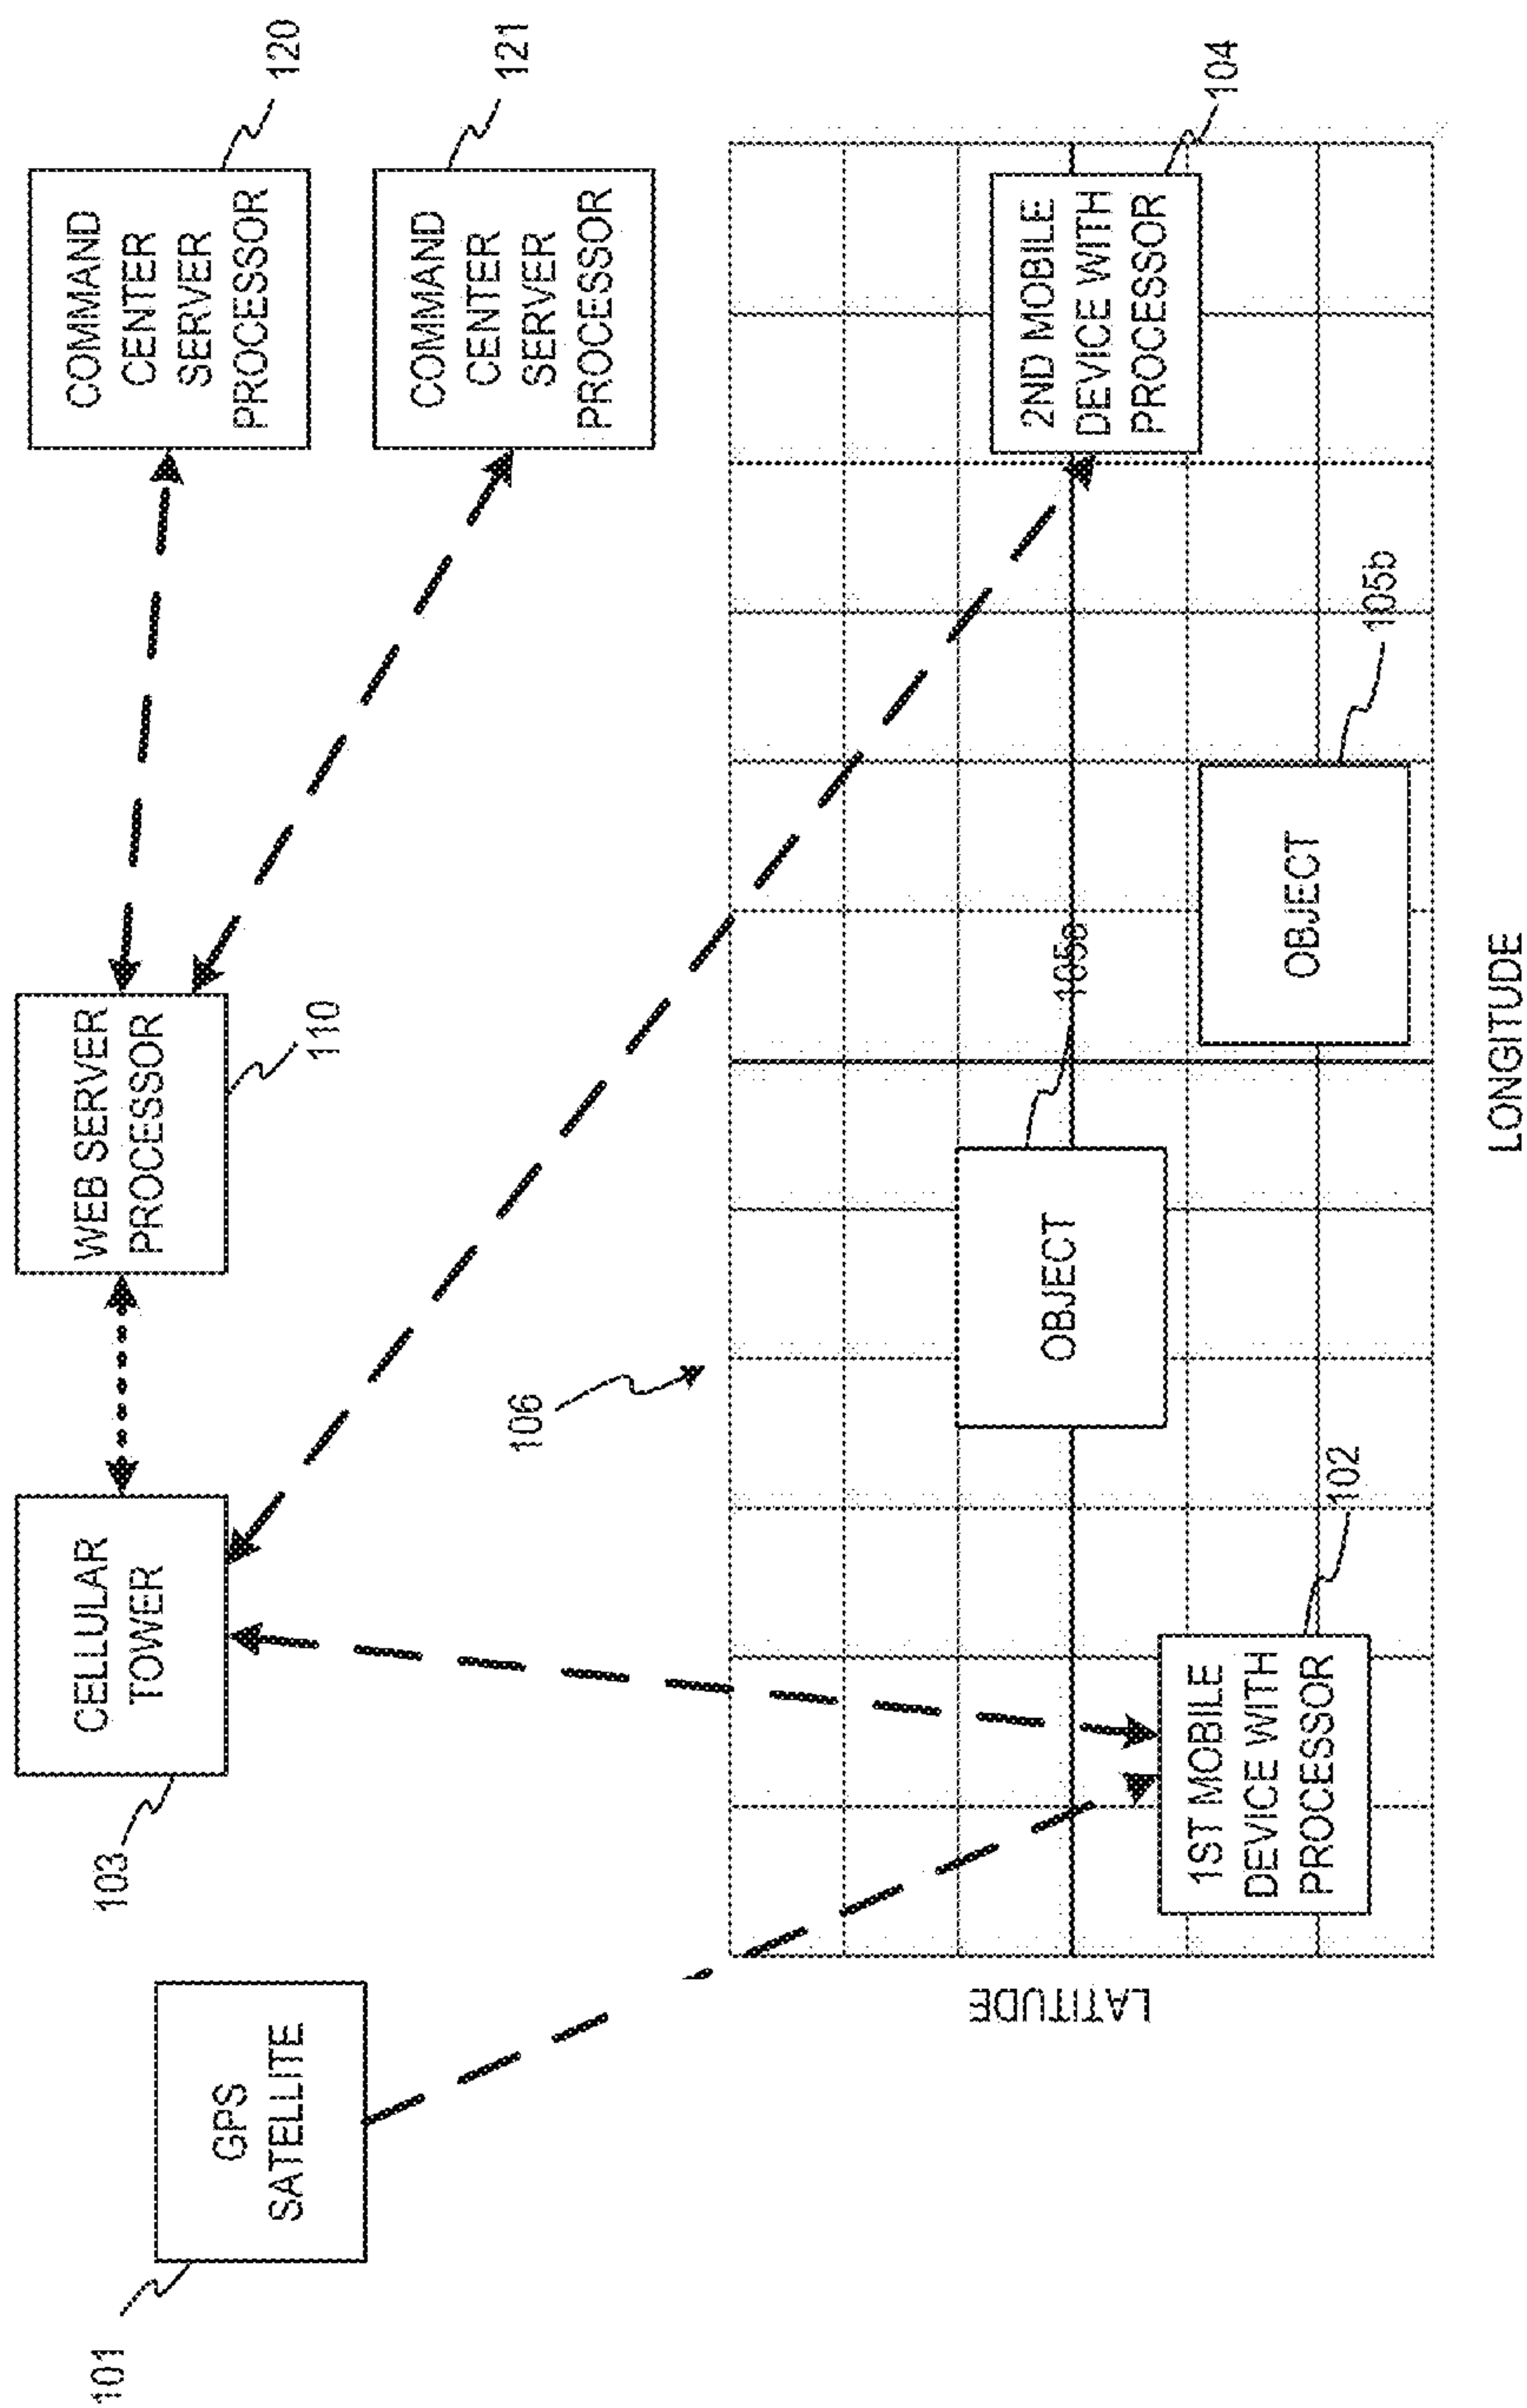 101
GPS
SATELLITE
103
CELLULAR
TOWER
WEB SERVER
PROCESSOR
110
COMMAND
CENTER
SERVER
PROCESSOR
120
COMMAND
CENTER
SERVER
PROCESSOR
121
106
LATITUDE
1ST MOBILE
DEVICE WITH
PROCESSOR
102
OBJECT
105a
OBJECT
105b
2ND MOBILE
DEVICE WITH
PROCESSOR
104
LONGITUDE